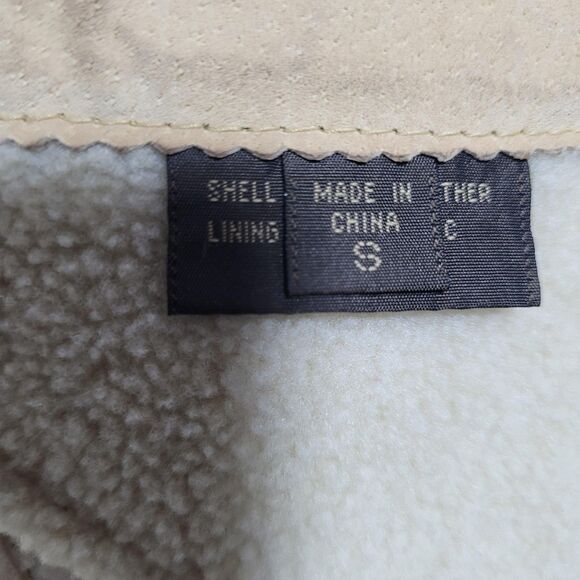 SHELL
LINING
MADE IN
CHINA
S
THER
C